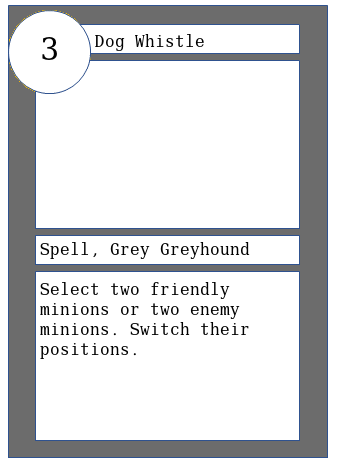 3
Dog Whistle
Spell, Grey Greyhound
Select two friendly
minions or two enemy
minions. Switch their
positions.